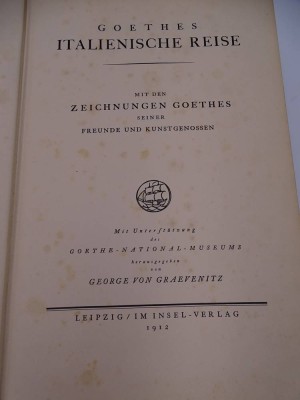 GOETHES
ITALIENISCHE REISE
MIT DEN
ZEICHNUNGEN GOETHES
SEINER
FREUNDE UND KUNSTGENOSSEN
Mit Unterstützung
des
GOETHE-NATIONAL-MUSEUMS
herausgegeben
von
GEORGE VON GRAEVENITZ
LEIPZIG / IM INSEL-VERLAG
1912